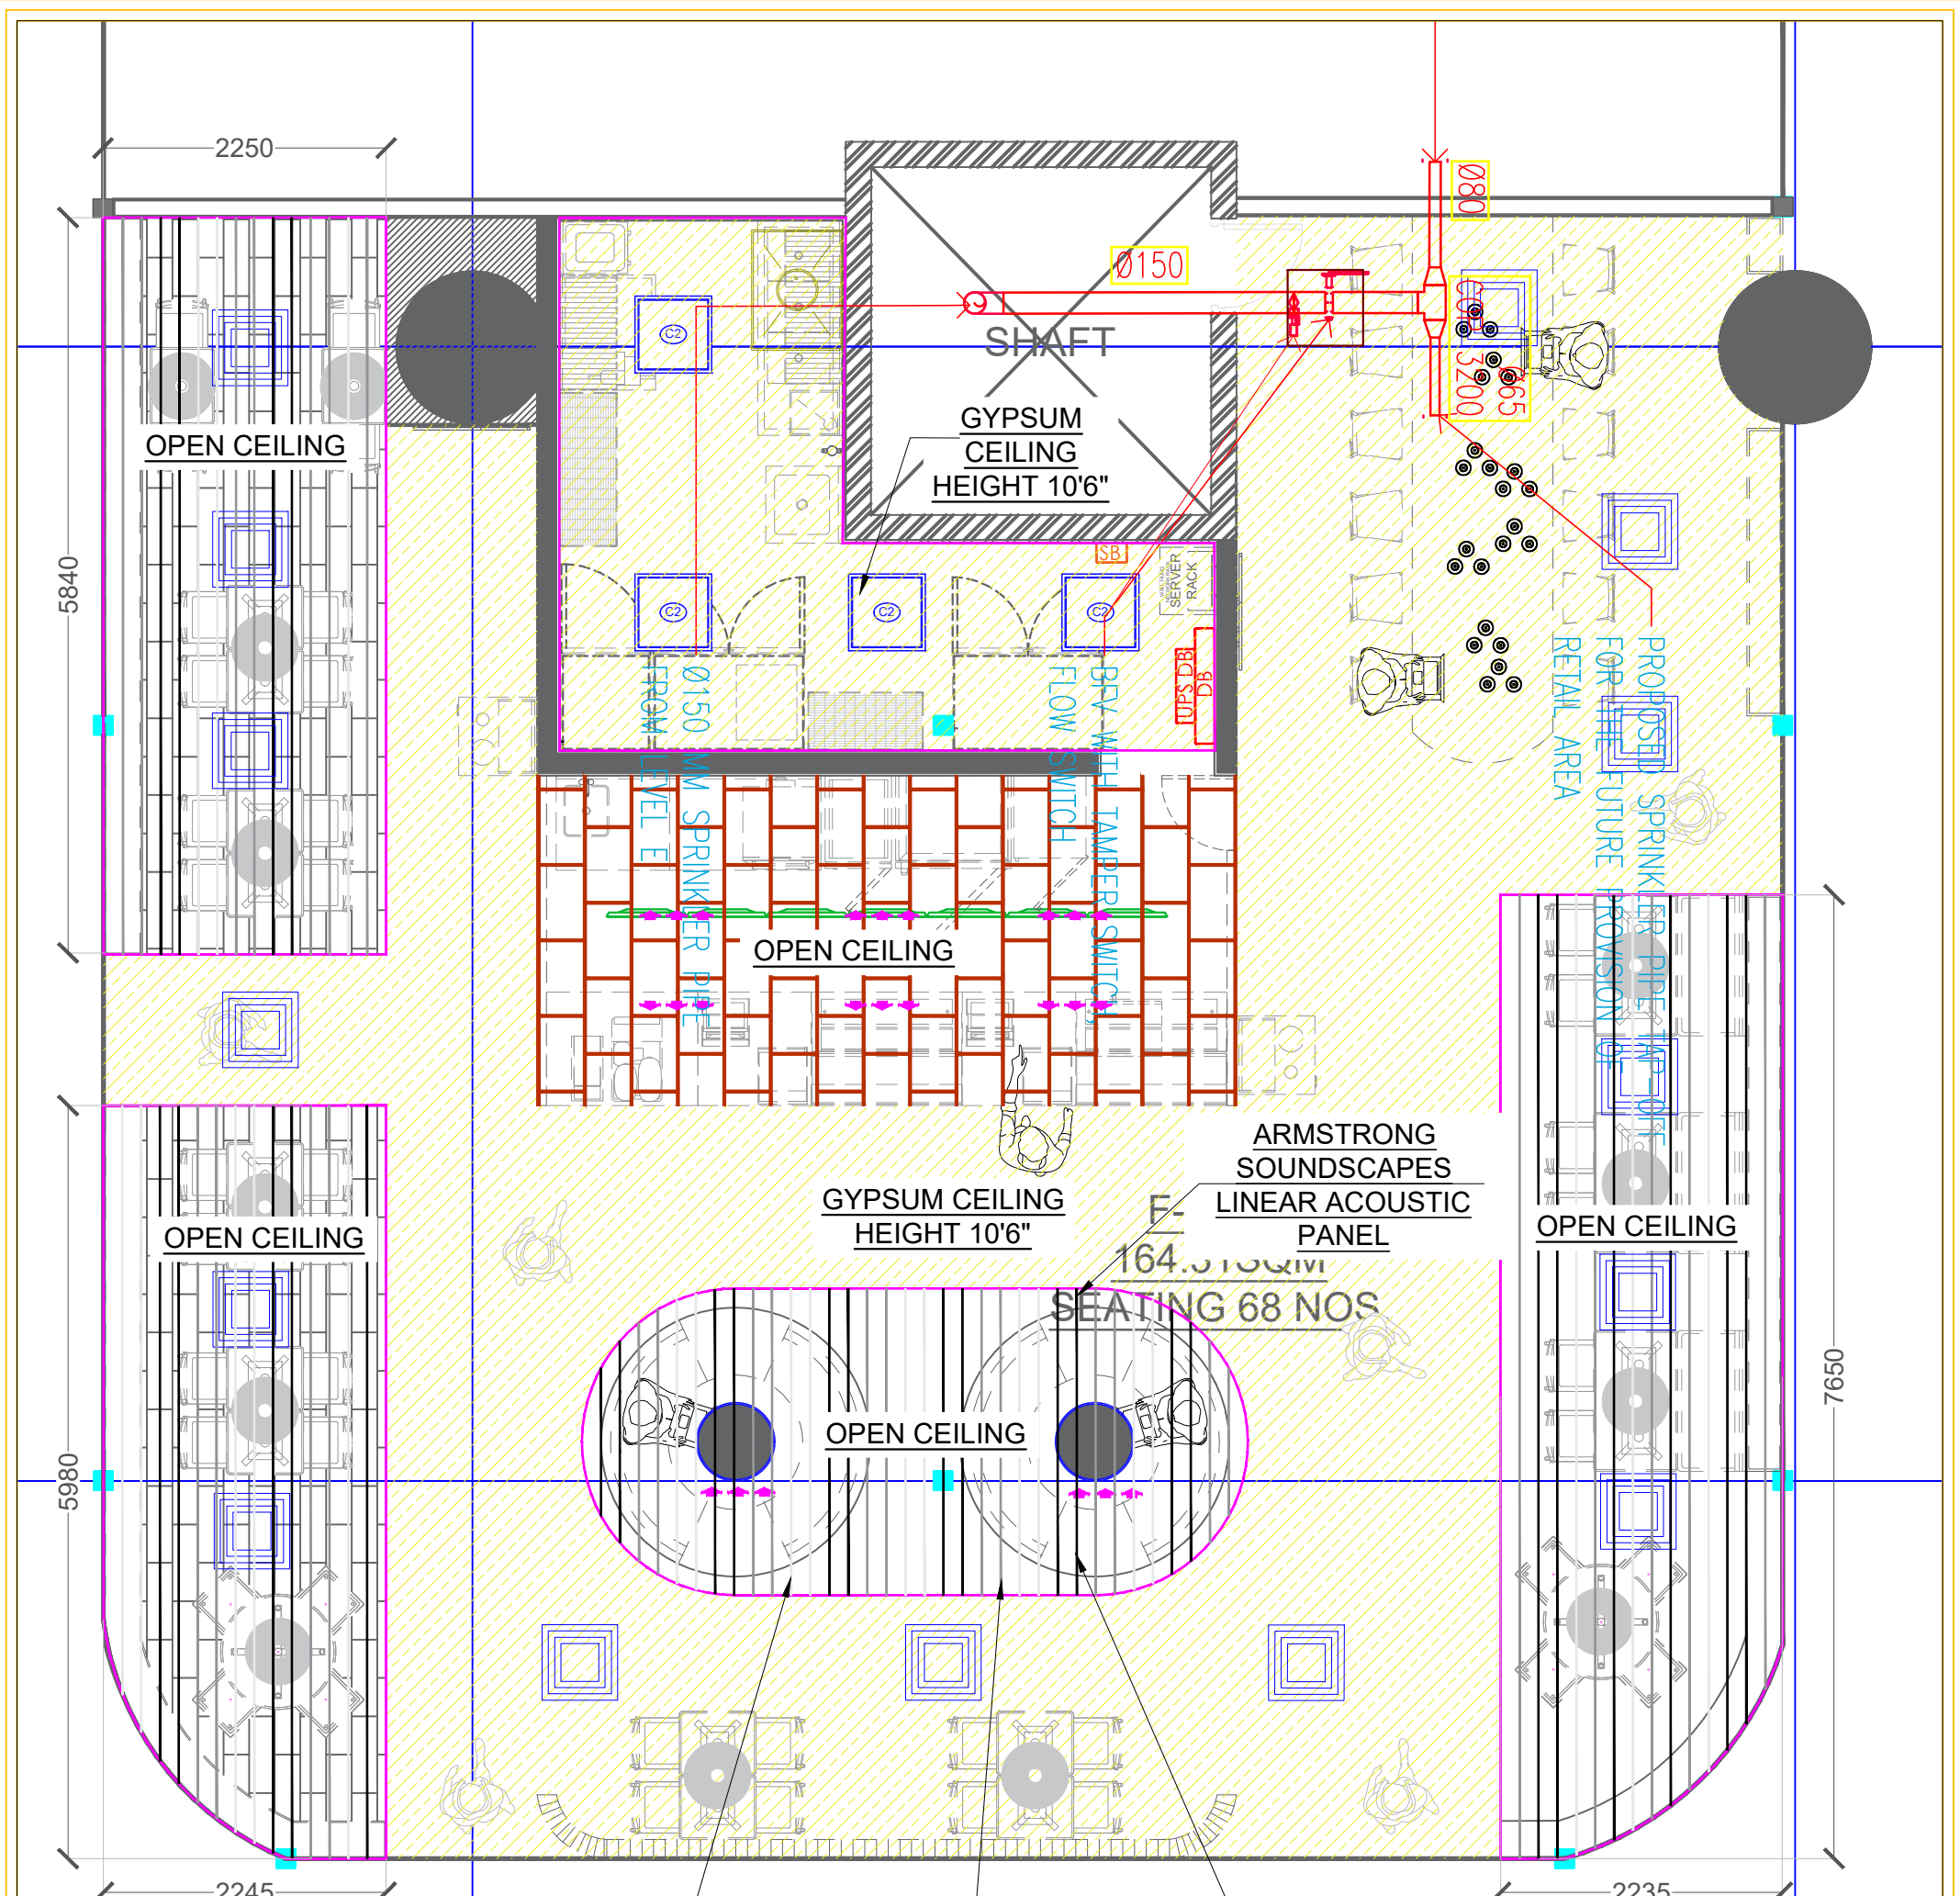 2250
Ø80
Ø150
SHAFT
3200
Ø65
5840
OPEN CEILING
GYPSUM
CEILING
HEIGHT 10'6"
C2
C2
C2
C2
SB
SERVER
RACK
UPS DB
DB
Ø150 MM SPRINKLER PIPE
FROM LEVEL E
BFV WITH TAMPER SWITCH,
FLOW SWITCH
PROPOSED SPRINKLER PIPE TAP-OFF
FOR THE FUTURE PROVISION OF
RETAIL AREA
OPEN CEILING
ARMSTRONG
SOUNDSCAPES
LINEAR ACOUSTIC
PANEL
GYPSUM CEILING
HEIGHT 10'6"
OPEN CEILING
OPEN CEILING
SEATING 68 NOS
OPEN CEILING
5980
7650
2245
2235